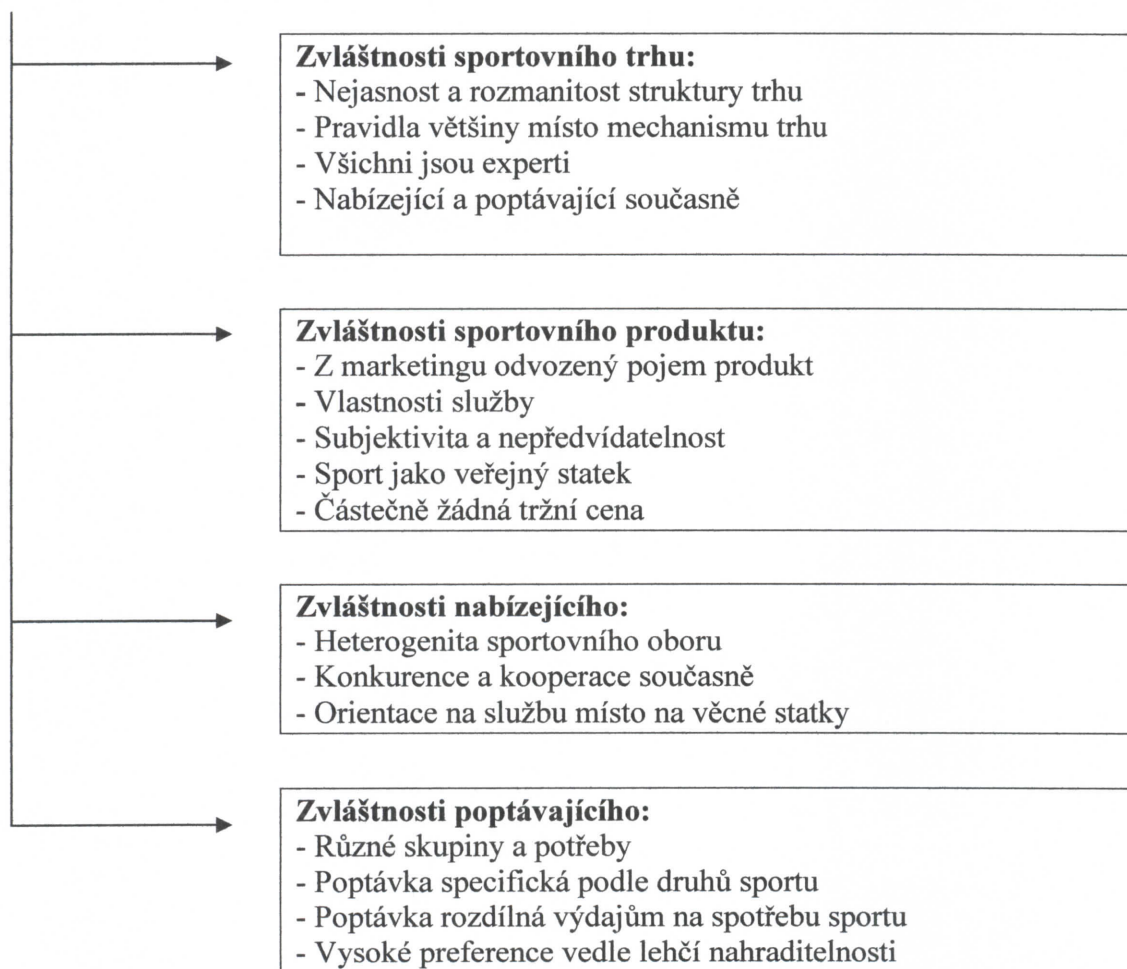 Zvláštnosti sportovního trhu:
- Nejasnost a rozmanitost struktury trhu
- Pravidla většiny místo mechanismu trhu
- Všichni jsou experti
- Nabízející a poptávající současně
Zvláštnosti sportovního produktu:
- Z marketingu odvozený pojem produkt
- Vlastnosti služby
- Subjektivita a nepředvídatelnost
- Sport jako veřejný statek
- Částečně žádná tržní cena
Zvláštnosti nabízejícího:
- Heterogenita sportovního oboru
- Konkurence a kooperace současně
- Orientace na službu místo na věcné statky
Zvláštnosti poptávajícího:
- Různé skupiny a potřeby
- Poptávka specifická podle druhů sportu
- Poptávka rozdílná výdajům na spotřebu sportu
- Vysoké preference vedle lehčí nahraditelnosti